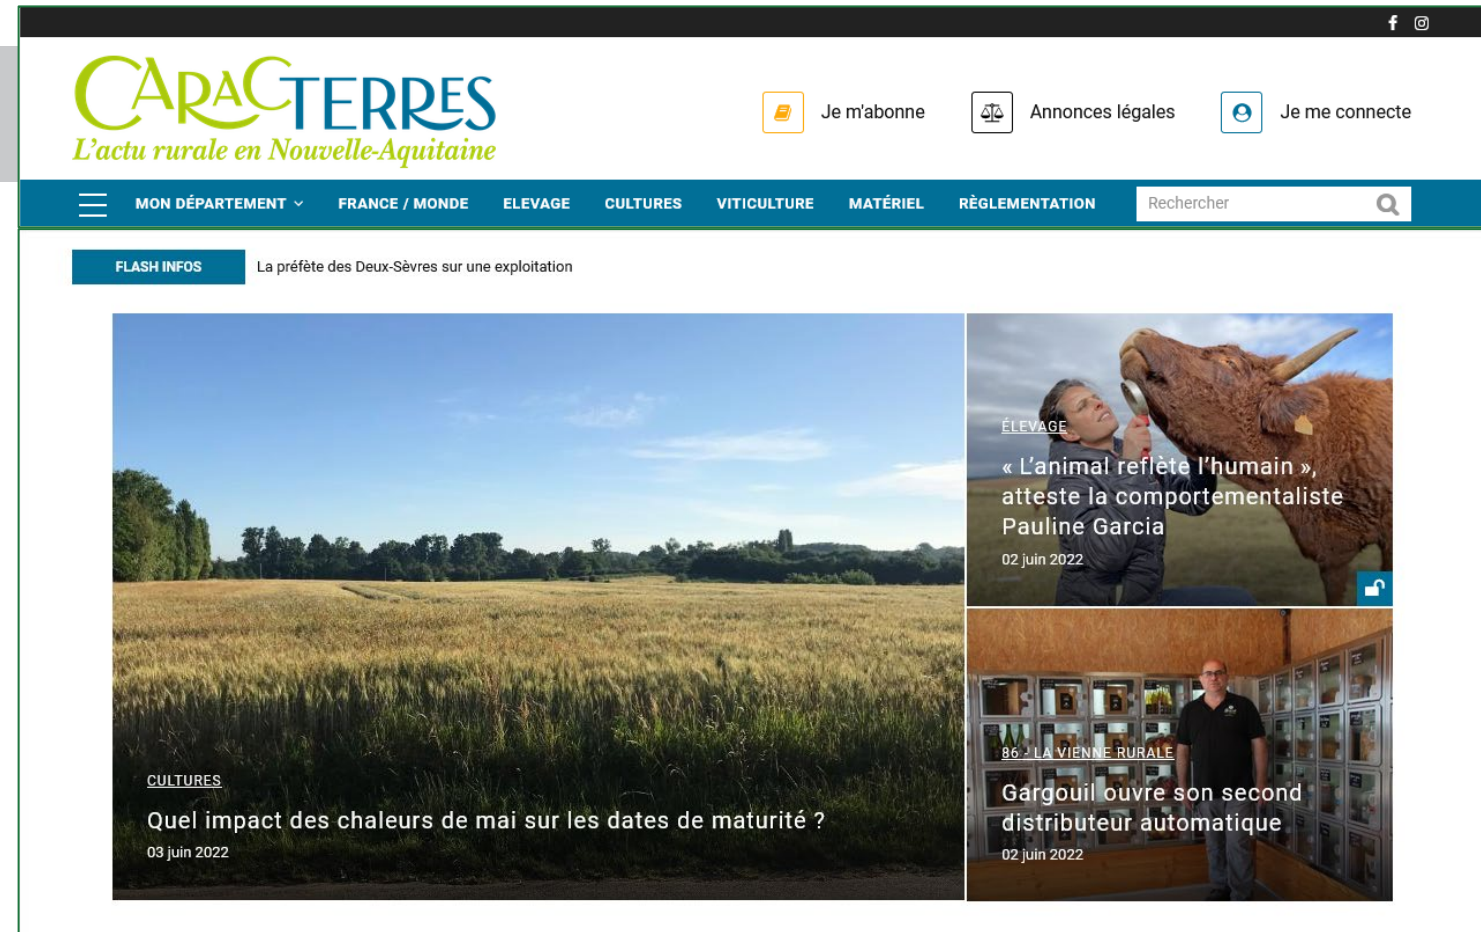 CARACTERRES
L'actu rurale en Nouvelle-Aquitaine
Je m'abonne
Annonces légales
Je me connecte
MON DÉPARTEMENT
FRANCE / MONDE
ELEVAGE
CULTURES
VITICULTURE
MATÉRIEL
RÈGLEMENTATION
Rechercher
FLASH INFOS
La préfète des Deux-Sèvres sur une exploitation
CULTURES
Quel impact des chaleurs de mai sur les dates de maturité ?
03 juin 2022
ÉLEVAGE
« L'animal reflète l'humain »,
atteste la comportementaliste
Pauline Garcia
02 juin 2022
86 - LA VIENNE RURALE
Gargouil ouvre son second
distributeur automatique
02 juin 2022